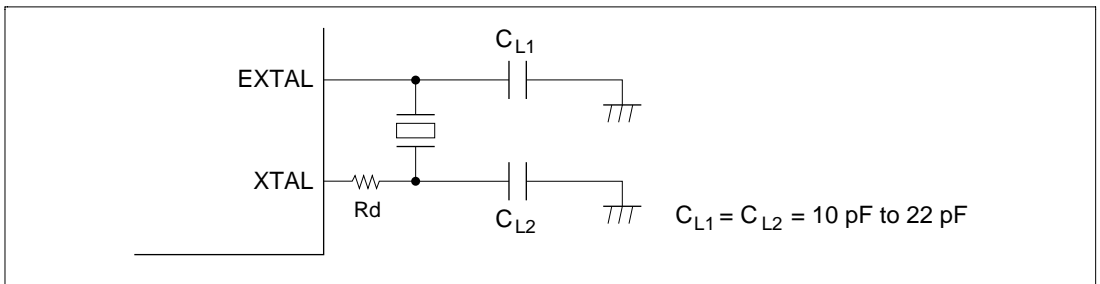 C_L1
EXTAL
XTAL
Rd
C_L2
C_L1 = C_L2 = 10 pF to 22 pF